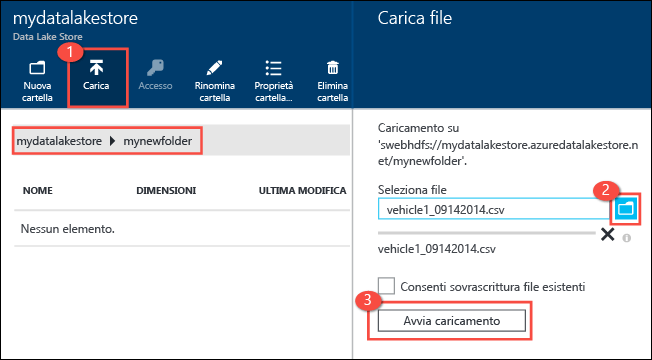 mydatalakestore
Data Lake Store
1
Nuova cartella
Carica
Accesso
Rinomina cartella
Proprietà cartella...
Elimina cartella
mydatalakestore mynewfolder
NOME DIMENSIONI ULTIMA MODIFICA
Nessun elemento.
Carica file
Caricamento su
'swebhdfs://mydatalakestore.azuredatalakestore.n
et/mynewfolder'.
Seleziona file
2
vehicle1_09142014.csv
vehicle1_09142014.csv
Consenti sovrascrittura file esistenti
3
Avvia caricamento